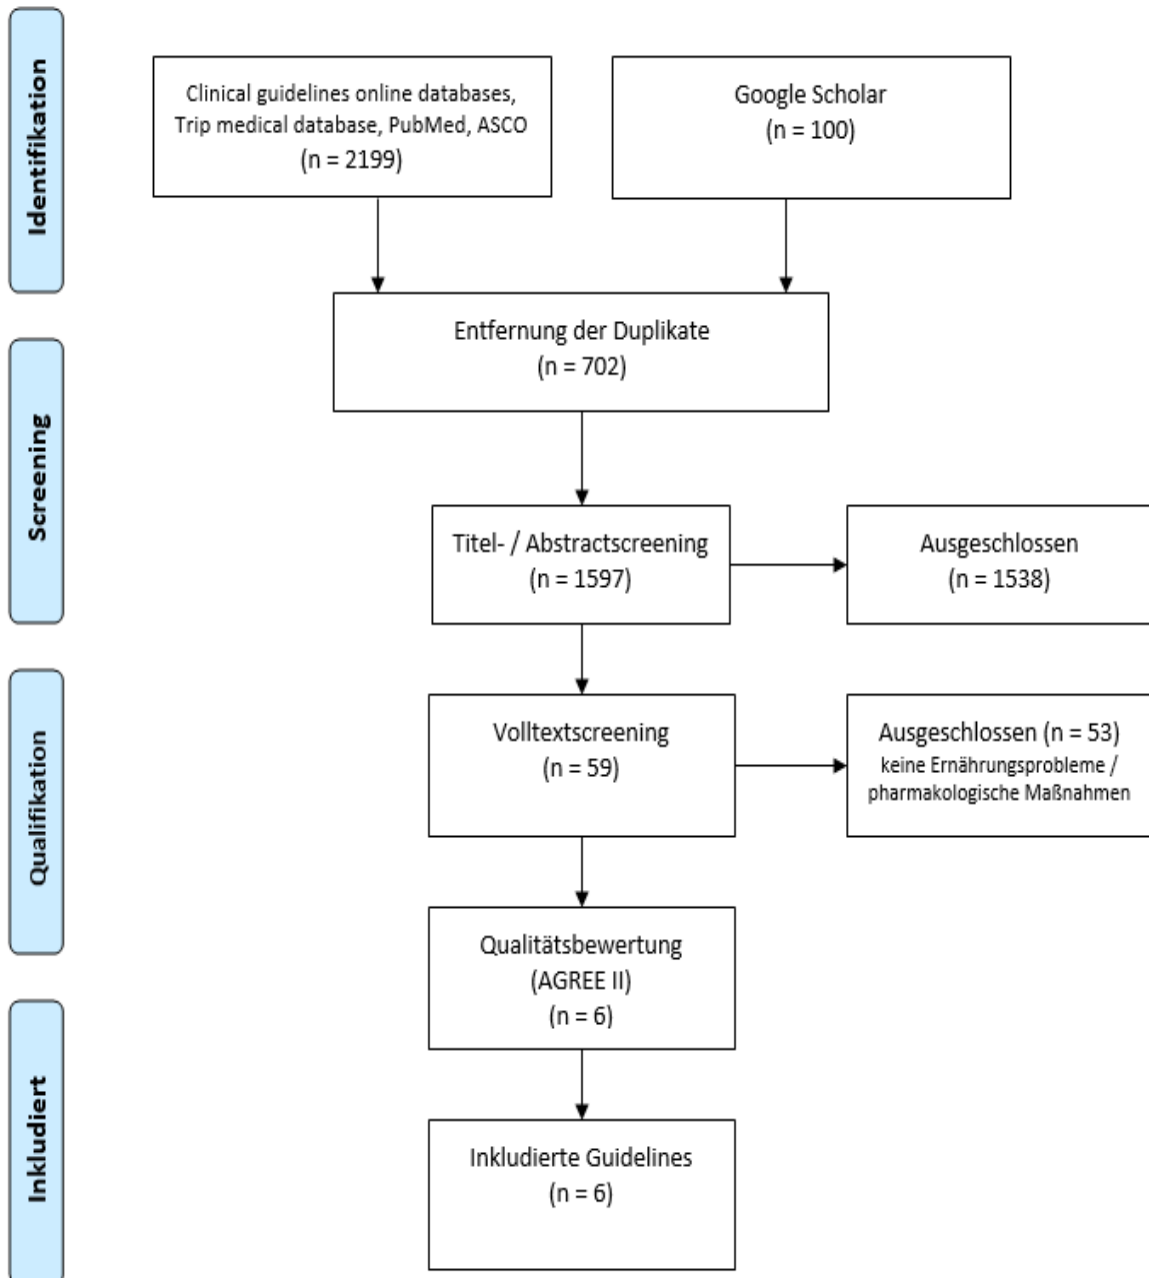 Identifikation
Clinical guidelines online databases,
Trip medical database, PubMed, ASCO
(n = 2199)
Google Scholar
(n = 100)
Entfernung der Duplikate
(n = 702)
Screening
Titel- / Abstractscreening
(n = 1597)
Ausgeschlossen
(n = 1538)
Qualifikation
Volltextscreening
(n = 59)
Ausgeschlossen (n = 53)
keine Ernährungsprobleme /
pharmakologische Maßnahmen
Qualitätsbewertung
(AGREE II)
(n = 6)
Inkludiert
Inkludierte Guidelines
(n = 6)